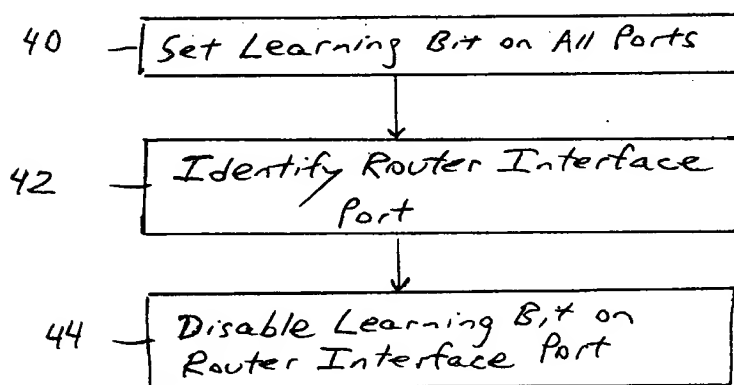 40 Set Learning Bit on All Ports
42 Identify Router Interface
Port
44 Disable Learning Bit on
Router Interface Port